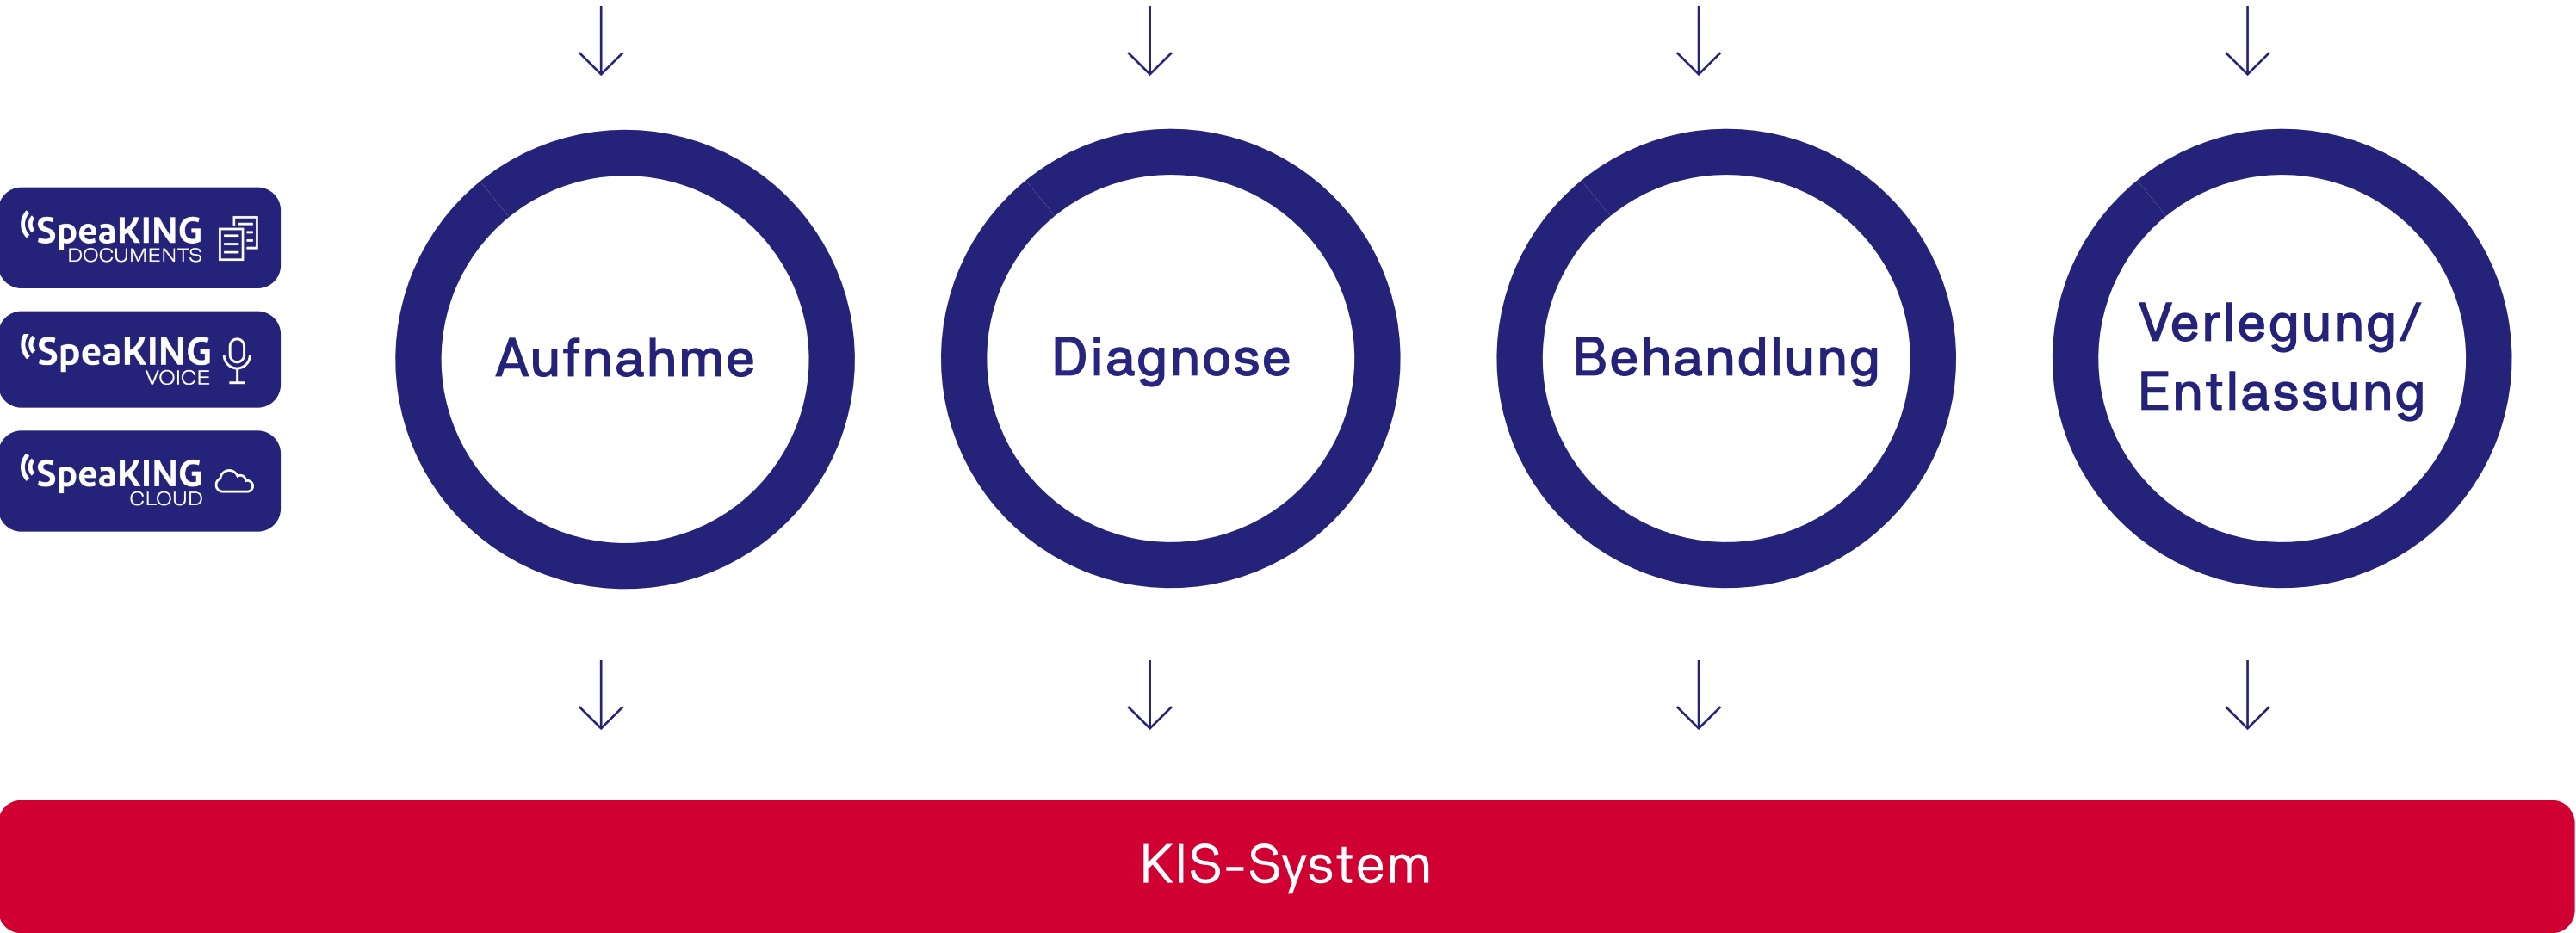 SpeaKING
DOCUMENTS
SpeaKING
VOICE
SpeaKING
CLOUD
Aufnahme
Diagnose
Behandlung
Verlegung/
Entlassung
KIS-System